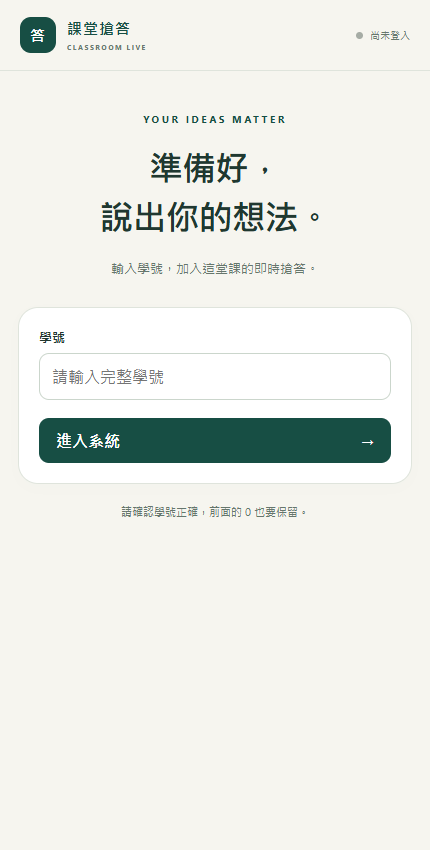 答
課堂搶答
CLASSROOM LIVE
尚未登入
YOUR IDEAS MATTER
準備好，
說出你的想法。
輸入學號，加入這堂課的即時搶答。
學號
請輸入完整學號
進入系統 →
請確認學號正確，前面的 0 也要保留。